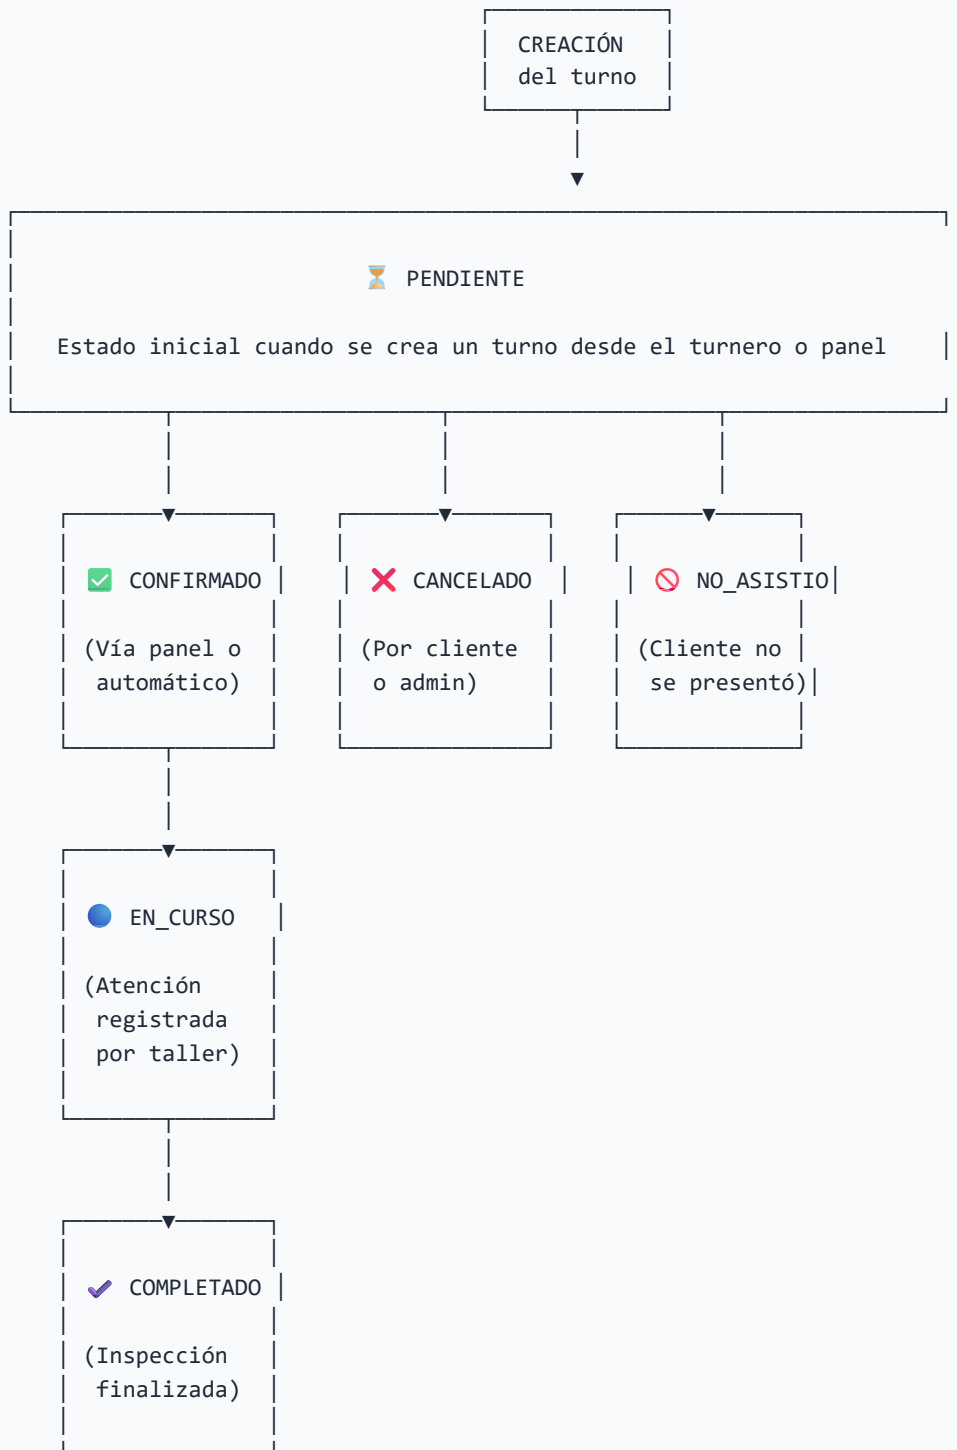 CREACIÓN
del turno
⏳ PENDIENTE
Estado inicial cuando se crea un turno desde el turnero o panel
✅ CONFIRMADO
❌ CANCELADO
🚫 NO_ASISTIO
(Vía panel o
automático)
(Por cliente
o admin)
(Cliente no
se presentó)
🔵 EN_CURSO
(Atención
registrada
por taller)
✔ COMPLETADO
(Inspección
finalizada)